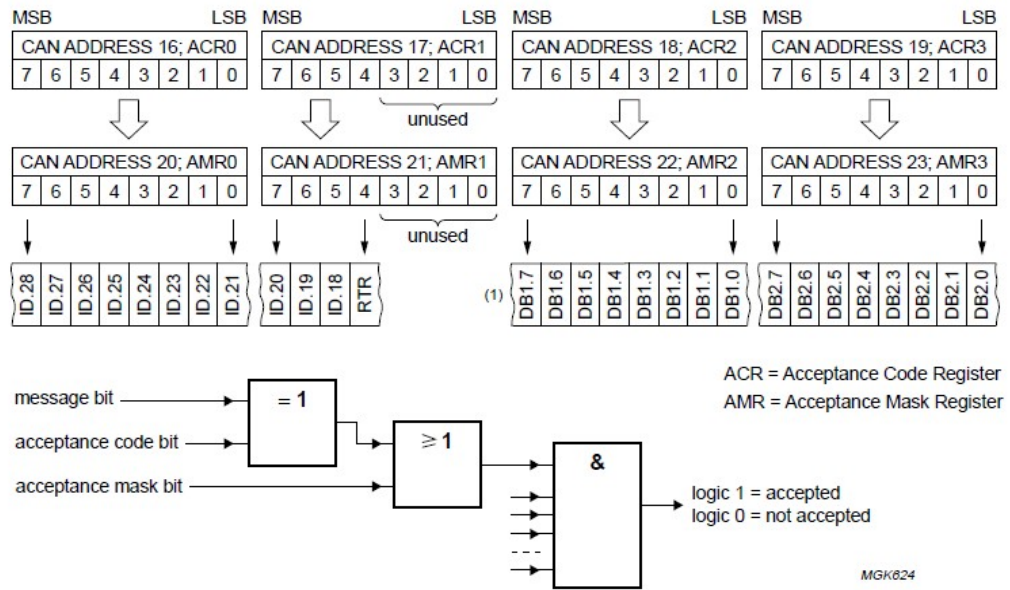 MSB LSB MSB LSB MSB LSB MSB LSB
CAN ADDRESS 16; ACR0 CAN ADDRESS 17; ACR1 CAN ADDRESS 18; ACR2 CAN ADDRESS 19; ACR3
7 6 5 4 3 2 1 0 7 6 5 4 3 2 1 0 7 6 5 4 3 2 1 0 7 6 5 4 3 2 1 0
unused
CAN ADDRESS 20; AMR0 CAN ADDRESS 21; AMR1 CAN ADDRESS 22; AMR2 CAN ADDRESS 23; AMR3
7 6 5 4 3 2 1 0 7 6 5 4 3 2 1 0 7 6 5 4 3 2 1 0 7 6 5 4 3 2 1 0
unused
ID.28 ID.27 ID.26 ID.25 ID.24 ID.23 ID.22 ID.21 ID.20 ID.19 ID.18 RTR (1) DB1.7 DB1.6 DB1.5 DB1.4 DB1.3 DB1.2 DB1.1 DB1.0 DB2.7 DB2.6 DB2.5 DB2.4 DB2.3 DB2.2 DB2.1 DB2.0
ACR = Acceptance Code Register
AMR = Acceptance Mask Register
message bit
= 1
acceptance code bit
≥ 1
acceptance mask bit
&
logic 1 = accepted
logic 0 = not accepted
MGK624